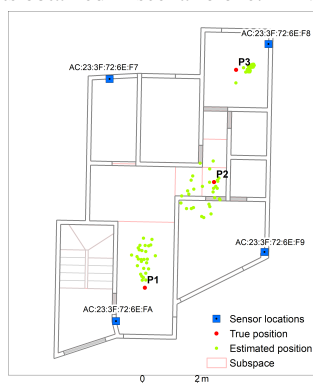 AC:23:3F:72:6E:F8
AC:23:3F:72:6E:F7
P3
P2
AC:23:3F:72:6E:F9
P1
AC:23:3F:72:6E:FA
Sensor locations
True position
Estimated position
Subspace
0 2 m